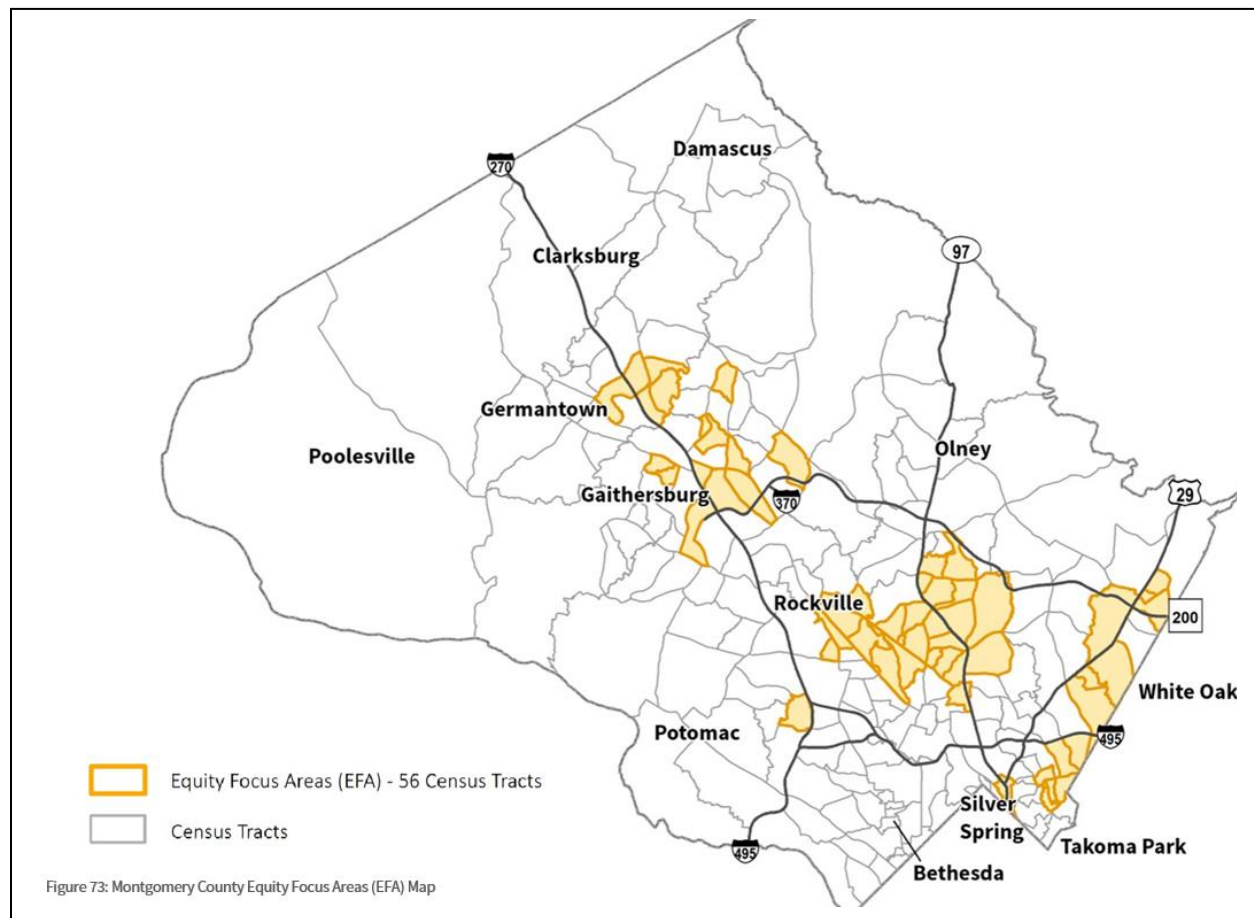 Damascus
270
Clarksburg
97
Germantown
Olney
Poolesville
Gaithersburg
370
29
Rockville
200
White Oak
Potomac
495
Equity Focus Areas (EFA) - 56 Census Tracts
Silver
Spring
Census Tracts
Takoma Park
495
Bethesda
Figure 73: Montgomery County Equity Focus Areas (EFA) Map